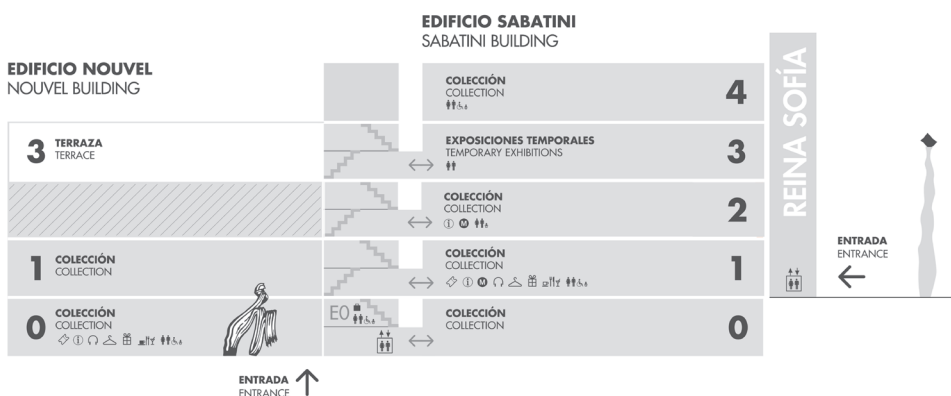 EDIFICIO SABATINI
SABATINI BUILDING
EDIFICIO NOUVEL
NOUVEL BUILDING
COLECCIÓN
COLLECTION
4
3
TERRAZA
TERRACE
EXPOSICIONES TEMPORALES
TEMPORARY EXHIBITIONS
3
COLECCIÓN
COLLECTION
2
1
COLECCIÓN
COLLECTION
COLECCIÓN
COLLECTION
1
0
COLECCIÓN
COLLECTION
E0
COLECCIÓN
COLLECTION
0
REINA SOFÍA
ENTRADA
ENTRANCE
ENTRADA
ENTRANCE